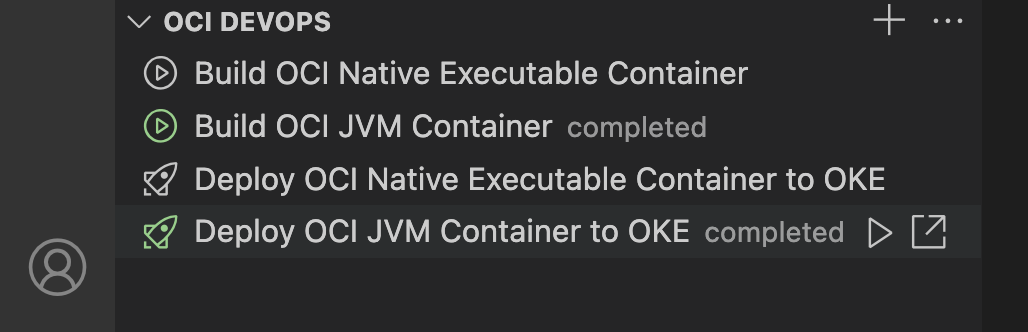 OCI DEVOPS
Build OCI Native Executable Container
Build OCI JVM Container completed
Deploy OCI Native Executable Container to OKE
Deploy OCI JVM Container to OKE completed